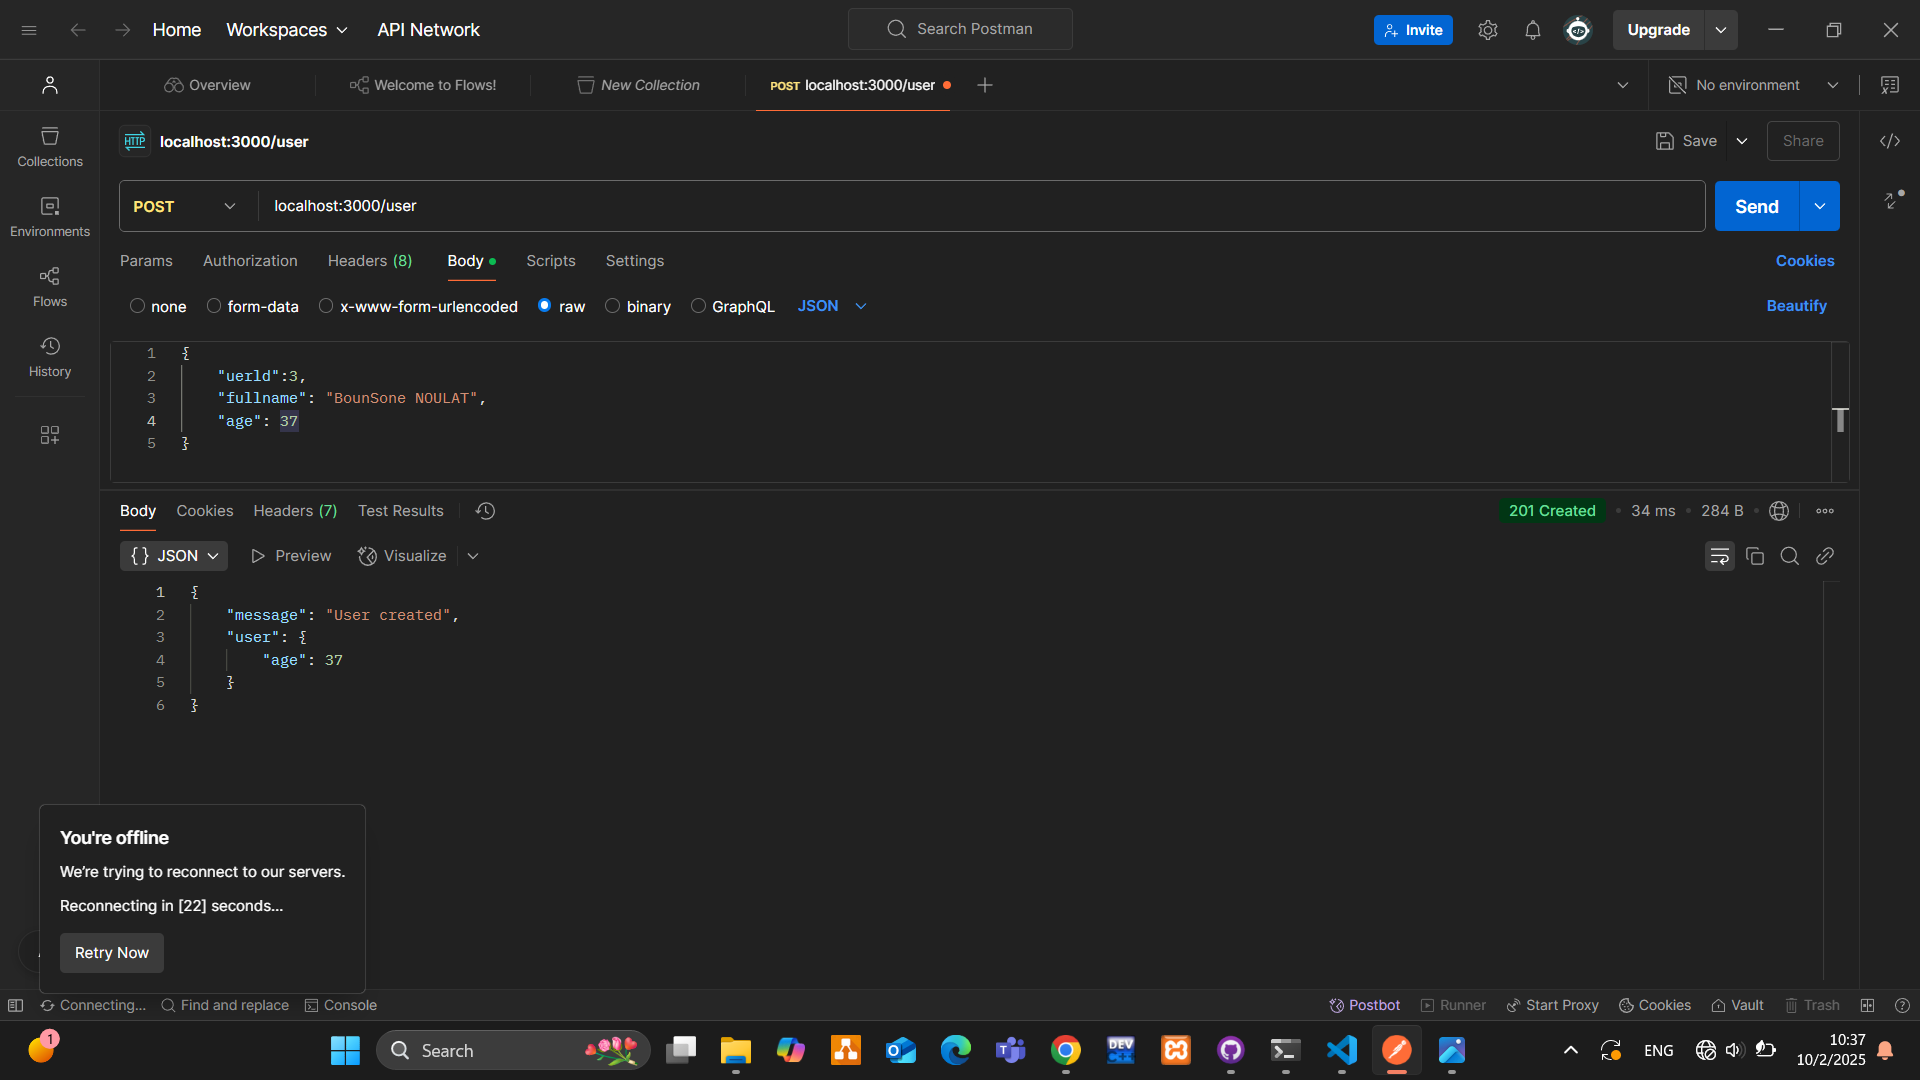 Home Workspaces API Network
Search Postman
Invite
Upgrade
Overview
Welcome to Flows!
New Collection
POST localhost:3000/user
No environment
HTTP localhost:3000/user
Save
Share
Collections
Environments
Flows
History
POST
localhost:3000/user
Send
Params Authorization Headers (8) Body Scripts Settings
Cookies
none form-data x-www-form-urlencoded raw binary GraphQL JSON
Beautify
1 {
2 "uerld":3,
3 "fullname": "BounSone NOULAT",
4 "age": 37
5 }
Body Cookies Headers (7) Test Results
201 Created 34 ms 284 B
{} JSON Preview Visualize
1 {
2 "message": "User created",
3 "user": {
4 "age": 37
5 }
6 }
You're offline
We're trying to reconnect to our servers.
Reconnecting in [22] seconds...
Retry Now
Connecting... Find and replace Console
Postbot Runner Start Proxy Cookies Vault Trash
1
Search
DEV
C++
ENG
10:37
10/2/2025